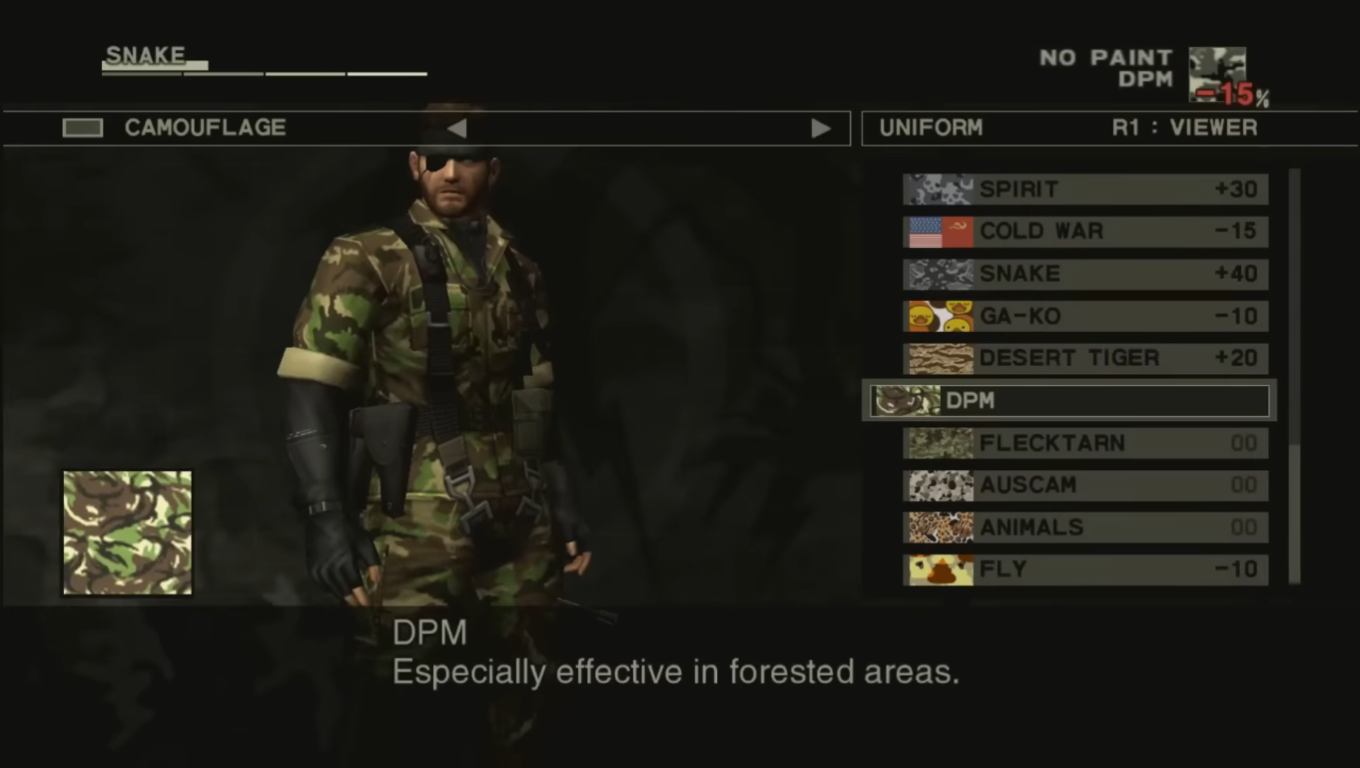 SNAKE
NO PAINT
DPM
-15%
CAMOUFLAGE
UNIFORM R1 : VIEWER
SPIRIT +30
COLD WAR -15
SNAKE +40
GA-KO -10
DESERT TIGER +20
DPM
FLECKTARN 00
AUSCAM 00
ANIMALS 00
FLY -10
DPM
Especially effective in forested areas.